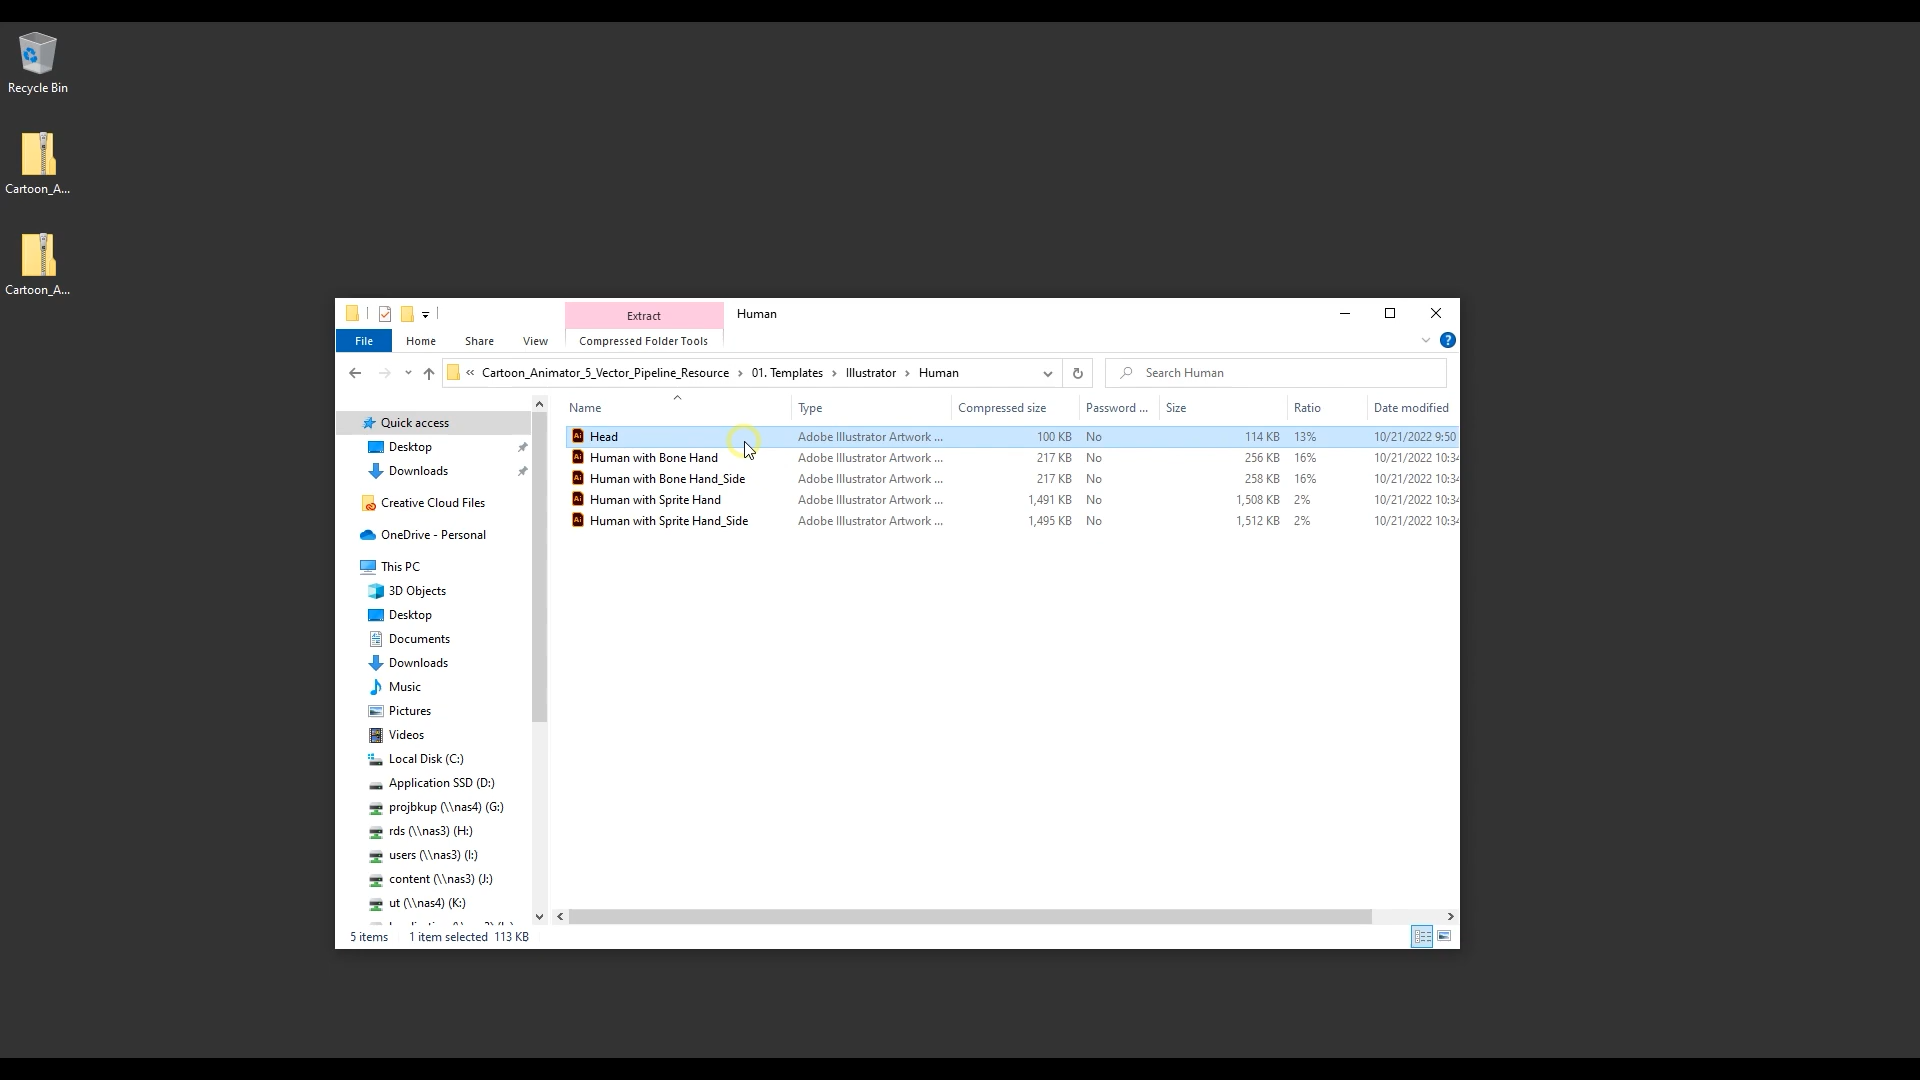 Recycle Bin
Cartoon_A...
Cartoon_A...
Extract
Human
File
Home
Share
View
Compressed Folder Tools
« Cartoon_Animator_5_Vector_Pipeline_Resource › 01. Templates › Illustrator › Human
Search Human
Name
Type
Compressed size
Password ...
Size
Ratio
Date modified
Head Adobe Illustrator Artwork ... 100 KB No 114 KB 13% 10/21/2022 9:50
Human with Bone Hand Adobe Illustrator Artwork ... 217 KB No 256 KB 16% 10/21/2022 10:34
Human with Bone Hand_Side Adobe Illustrator Artwork ... 217 KB No 258 KB 16% 10/21/2022 10:34
Human with Sprite Hand Adobe Illustrator Artwork ... 1,491 KB No 1,508 KB 2% 10/21/2022 10:34
Human with Sprite Hand_Side Adobe Illustrator Artwork ... 1,495 KB No 1,512 KB 2% 10/21/2022 10:34
Quick access
Desktop
Downloads
Creative Cloud Files
OneDrive - Personal
This PC
3D Objects
Desktop
Documents
Downloads
Music
Pictures
Videos
Local Disk (C:)
Application SSD (D:)
projbkup (\\nas4) (G:)
rds (\\nas3) (H:)
users (\\nas3) (I:)
content (\\nas3) (J:)
ut (\\nas4) (K:)
5 items 1 item selected 113 KB